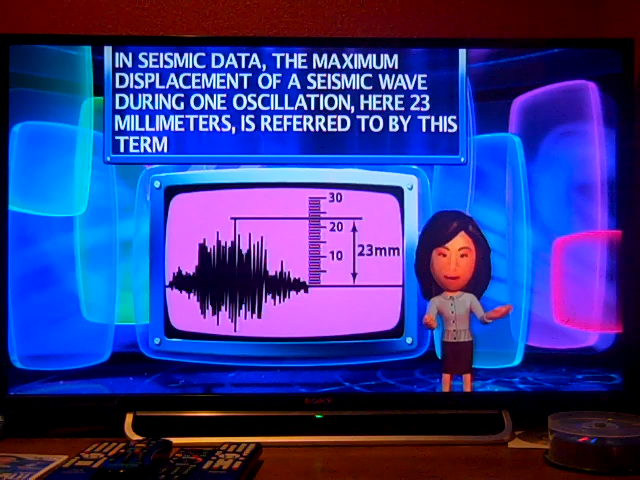 IN SEISMIC DATA, THE MAXIMUM
DISPLACEMENT OF A SEISMIC WAVE
DURING ONE OSCILLATION, HERE 23
MILLIMETERS, IS REFERRED TO BY THIS
TERM
30
20
23mm
10
SONY